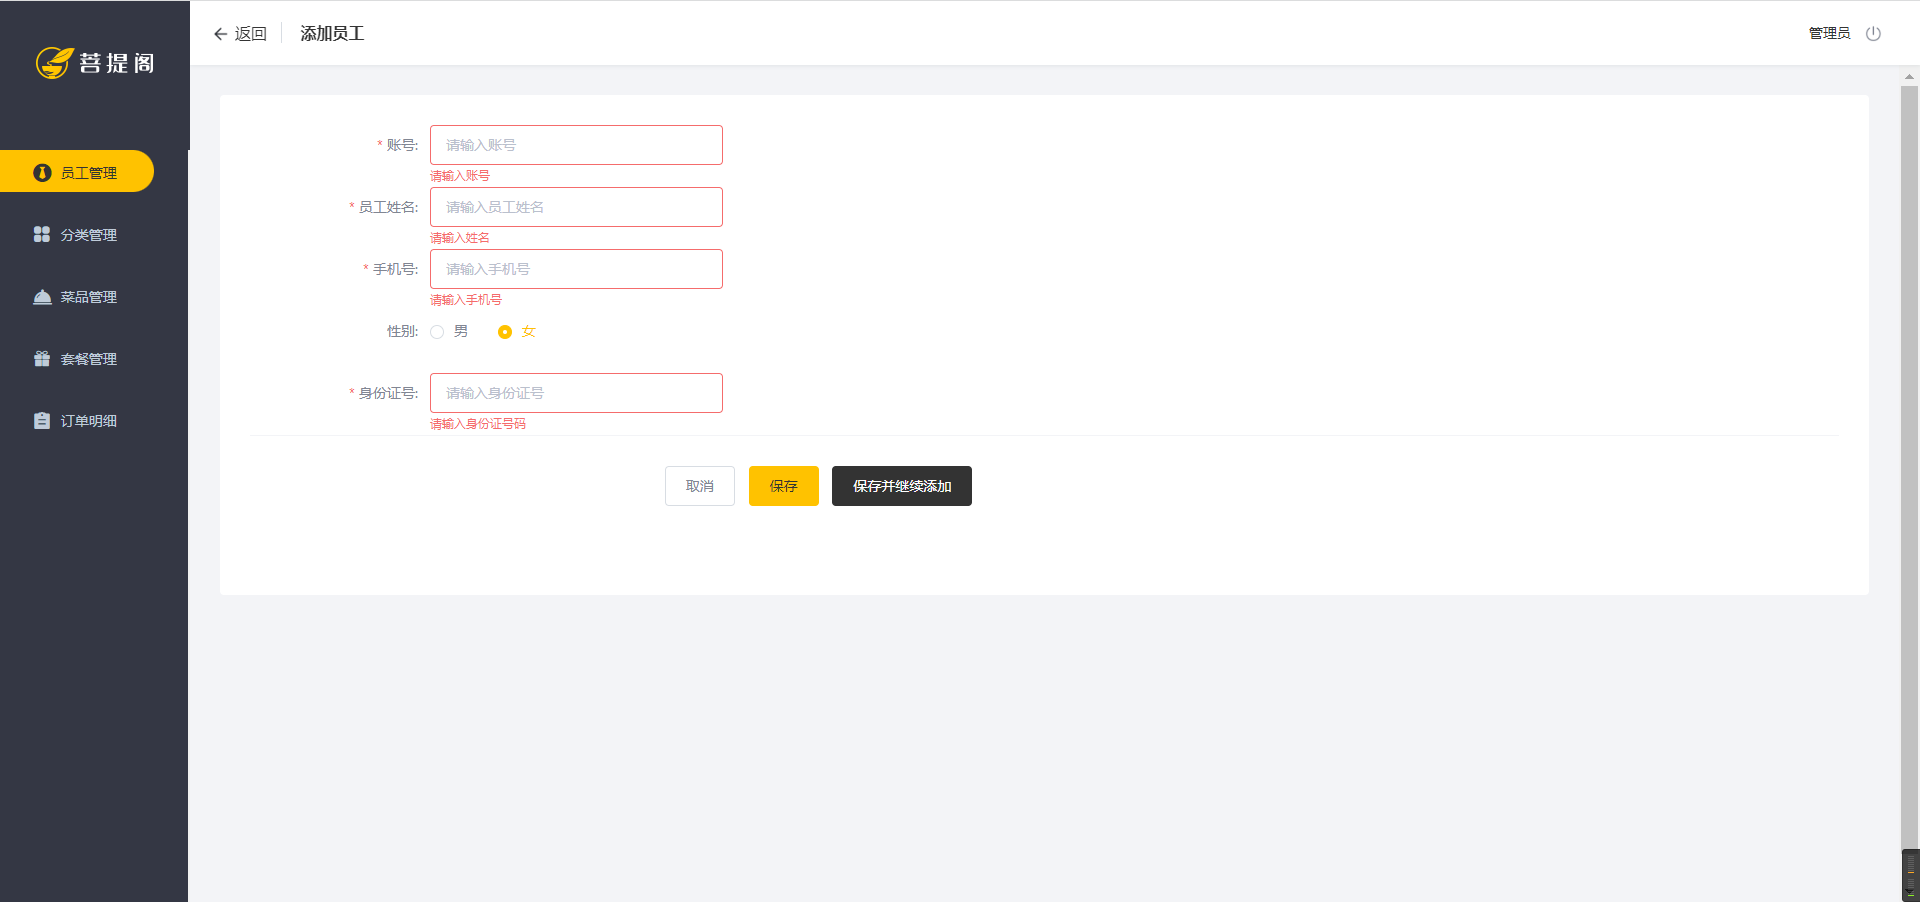 菩提阁
员工管理
分类管理
菜品管理
套餐管理
订单明细
返回
添加员工
管理员
* 账号:
请输入账号
请输入账号
* 员工姓名:
请输入员工姓名
请输入姓名
* 手机号:
请输入手机号
请输入手机号
性别: 男 女
* 身份证号:
请输入身份证号
请输入身份证号码
取消 保存 保存并继续添加